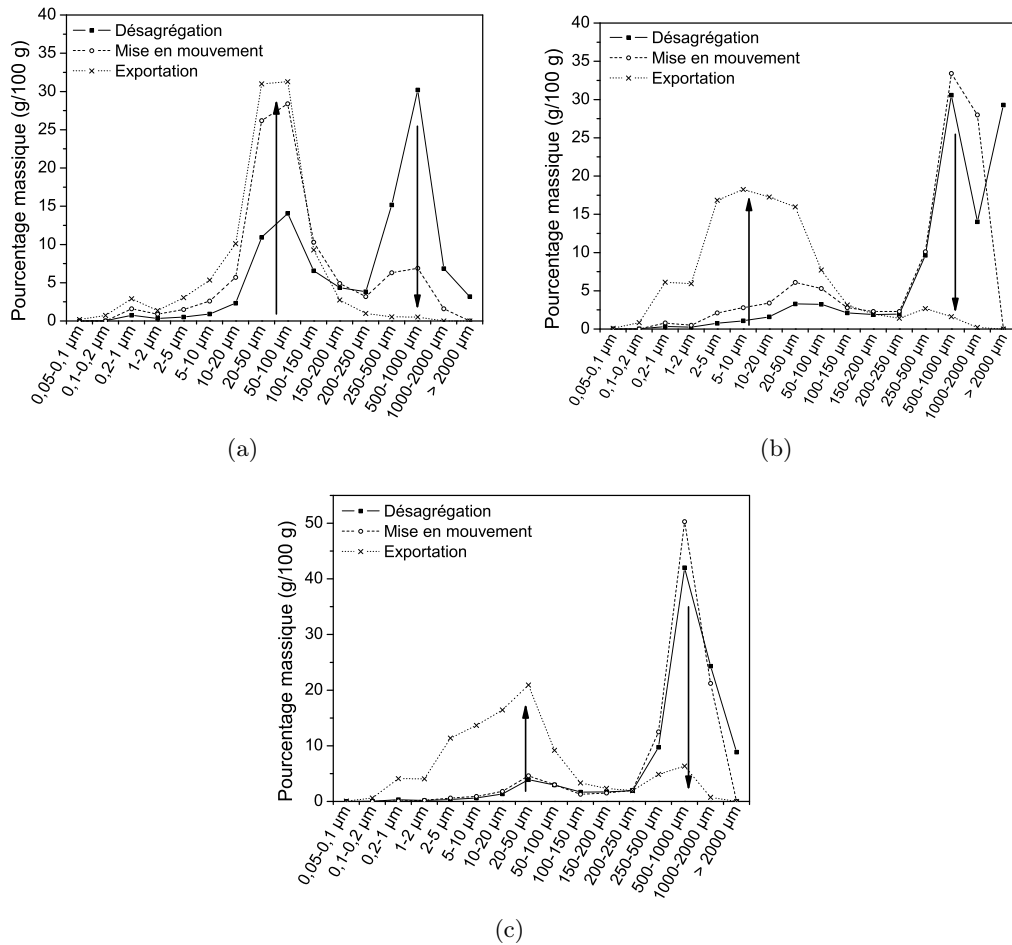 Pourcentage massique (g/100 g)
40
35
30
25
20
15
10
5
0
Désagrégation
Mise en mouvement
Exportation
0,05-0,1 µm
0,1-0,2 µm
0,2-1 µm
1-2 µm
2-5 µm
5-10 µm
10-20 µm
20-50 µm
50-100 µm
100-150 µm
150-200 µm
200-250 µm
250-500 µm
500-1000 µm
1000-2000 µm
> 2000 µm
(a)
Pourcentage massique (g/100 g)
40
35
30
25
20
15
10
5
0
Désagrégation
Mise en mouvement
Exportation
0,05-0,1 µm
0,1-0,2 µm
0,2-1 µm
1-2 µm
2-5 µm
5-10 µm
10-20 µm
20-50 µm
50-100 µm
100-150 µm
150-200 µm
200-250 µm
250-500 µm
500-1000 µm
1000-2000 µm
> 2000 µm
(b)
Pourcentage massique (g/100 g)
50
40
30
20
10
0
Désagrégation
Mise en mouvement
Exportation
0,05-0,1 µm
0,1-0,2 µm
0,2-1 µm
1-2 µm
2-5 µm
5-10 µm
10-20 µm
20-50 µm
50-100 µm
100-150 µm
150-200 µm
200-250 µm
250-500 µm
500-1000 µm
1000-2000 µm
> 2000 µm
(c)